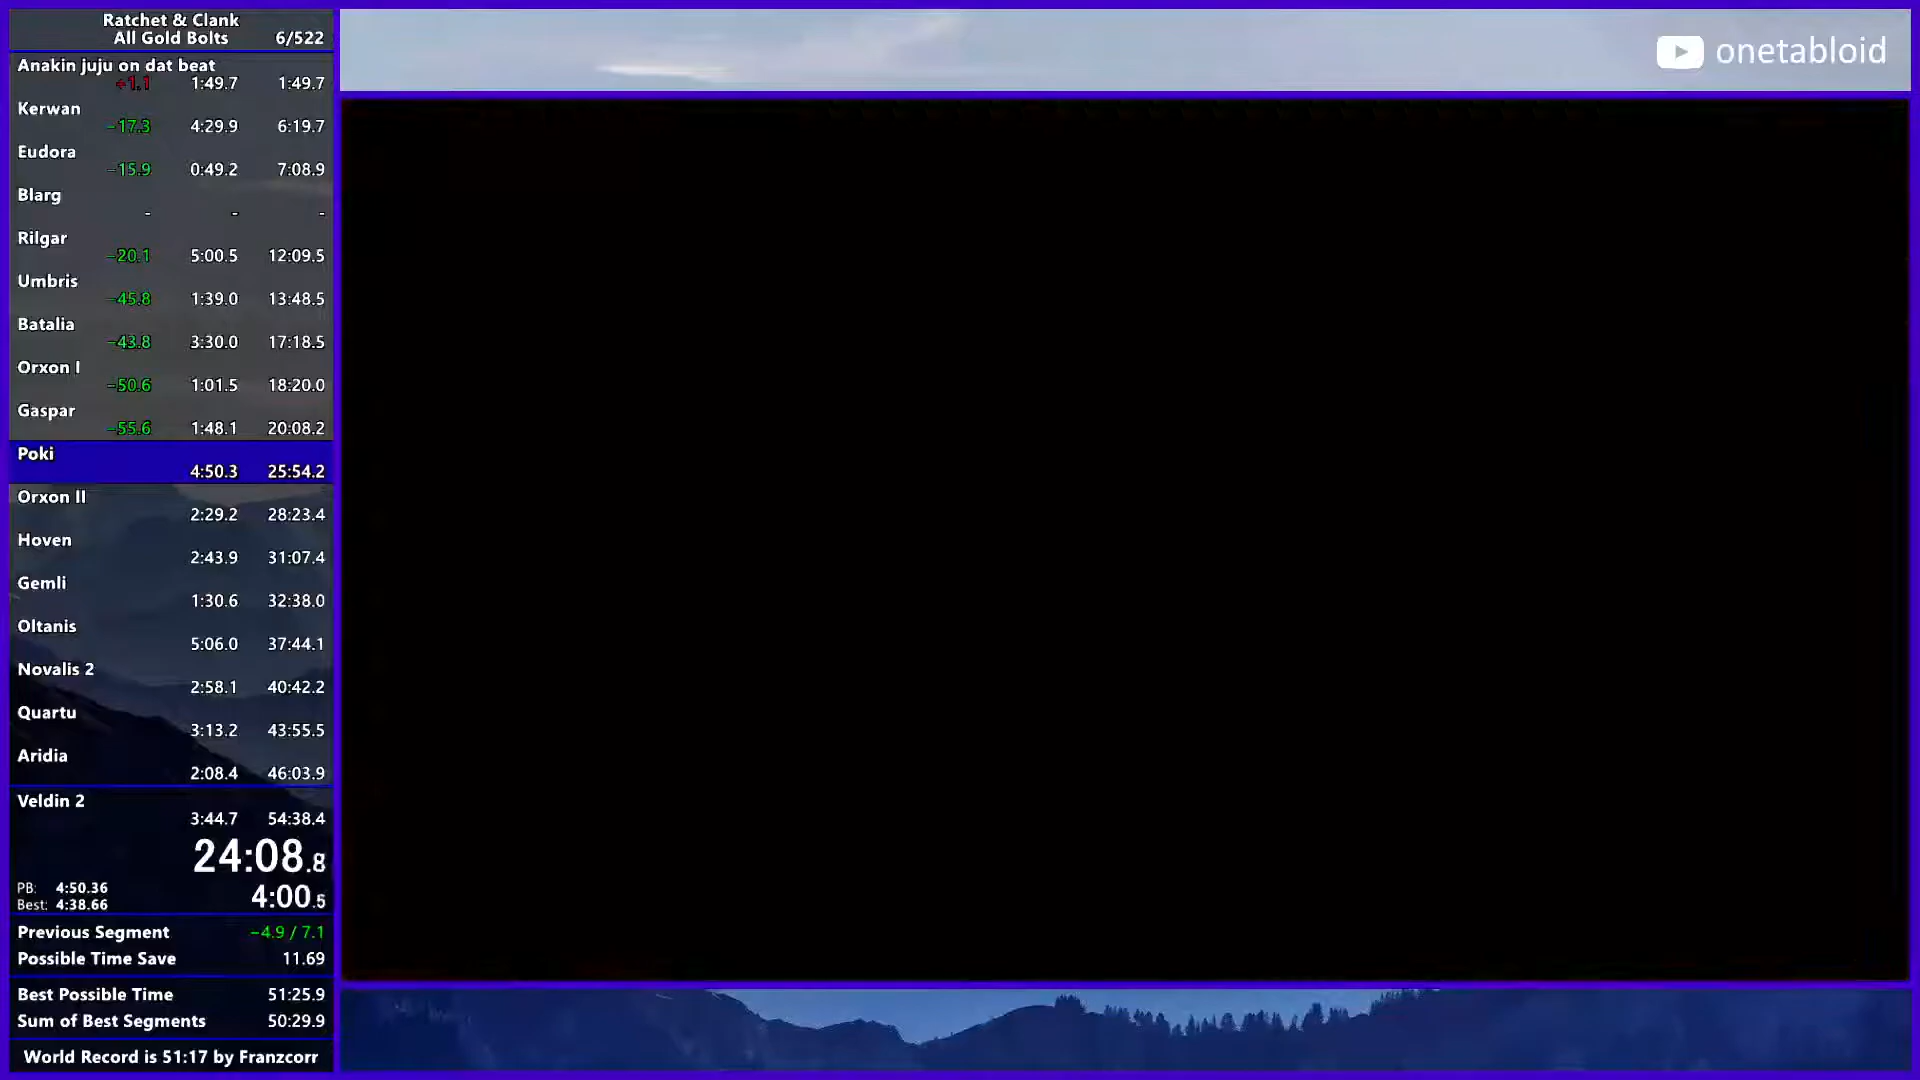 Ratchet & Clank
All Gold Bolts 6/522
Anakin juju on dat beat
+1.1 1:49.7 1:49.7
Kerwan
-17.3 4:29.9 6:19.7
Eudora
-15.9 0:49.2 7:08.9
Blarg
- - -
Rilgar
-20.1 5:00.5 12:09.5
Umbris
-45.8 1:39.0 13:48.5
Batalia
-43.8 3:30.0 17:18.5
Orxon I
-50.6 1:01.5 18:20.0
Gaspar
-55.6 1:48.1 20:08.2
Poki
4:50.3 25:54.2
Orxon II
2:29.2 28:23.4
Hoven
2:43.9 31:07.4
Gemli
1:30.6 32:38.0
Oltanis
5:06.0 37:44.1
Novalis 2
2:58.1 40:42.2
Quartu
3:13.2 43:55.5
Aridia
2:08.4 46:03.9
Veldin 2
3:44.7 54:38.4
24:08.8
PB: 4:50.36
Best: 4:38.66
4:00.5
Previous Segment -4.9 / 7.1
Possible Time Save 11.69
Best Possible Time 51:25.9
Sum of Best Segments 50:29.9
World Record is 51:17 by Franzcorr
onetabloid